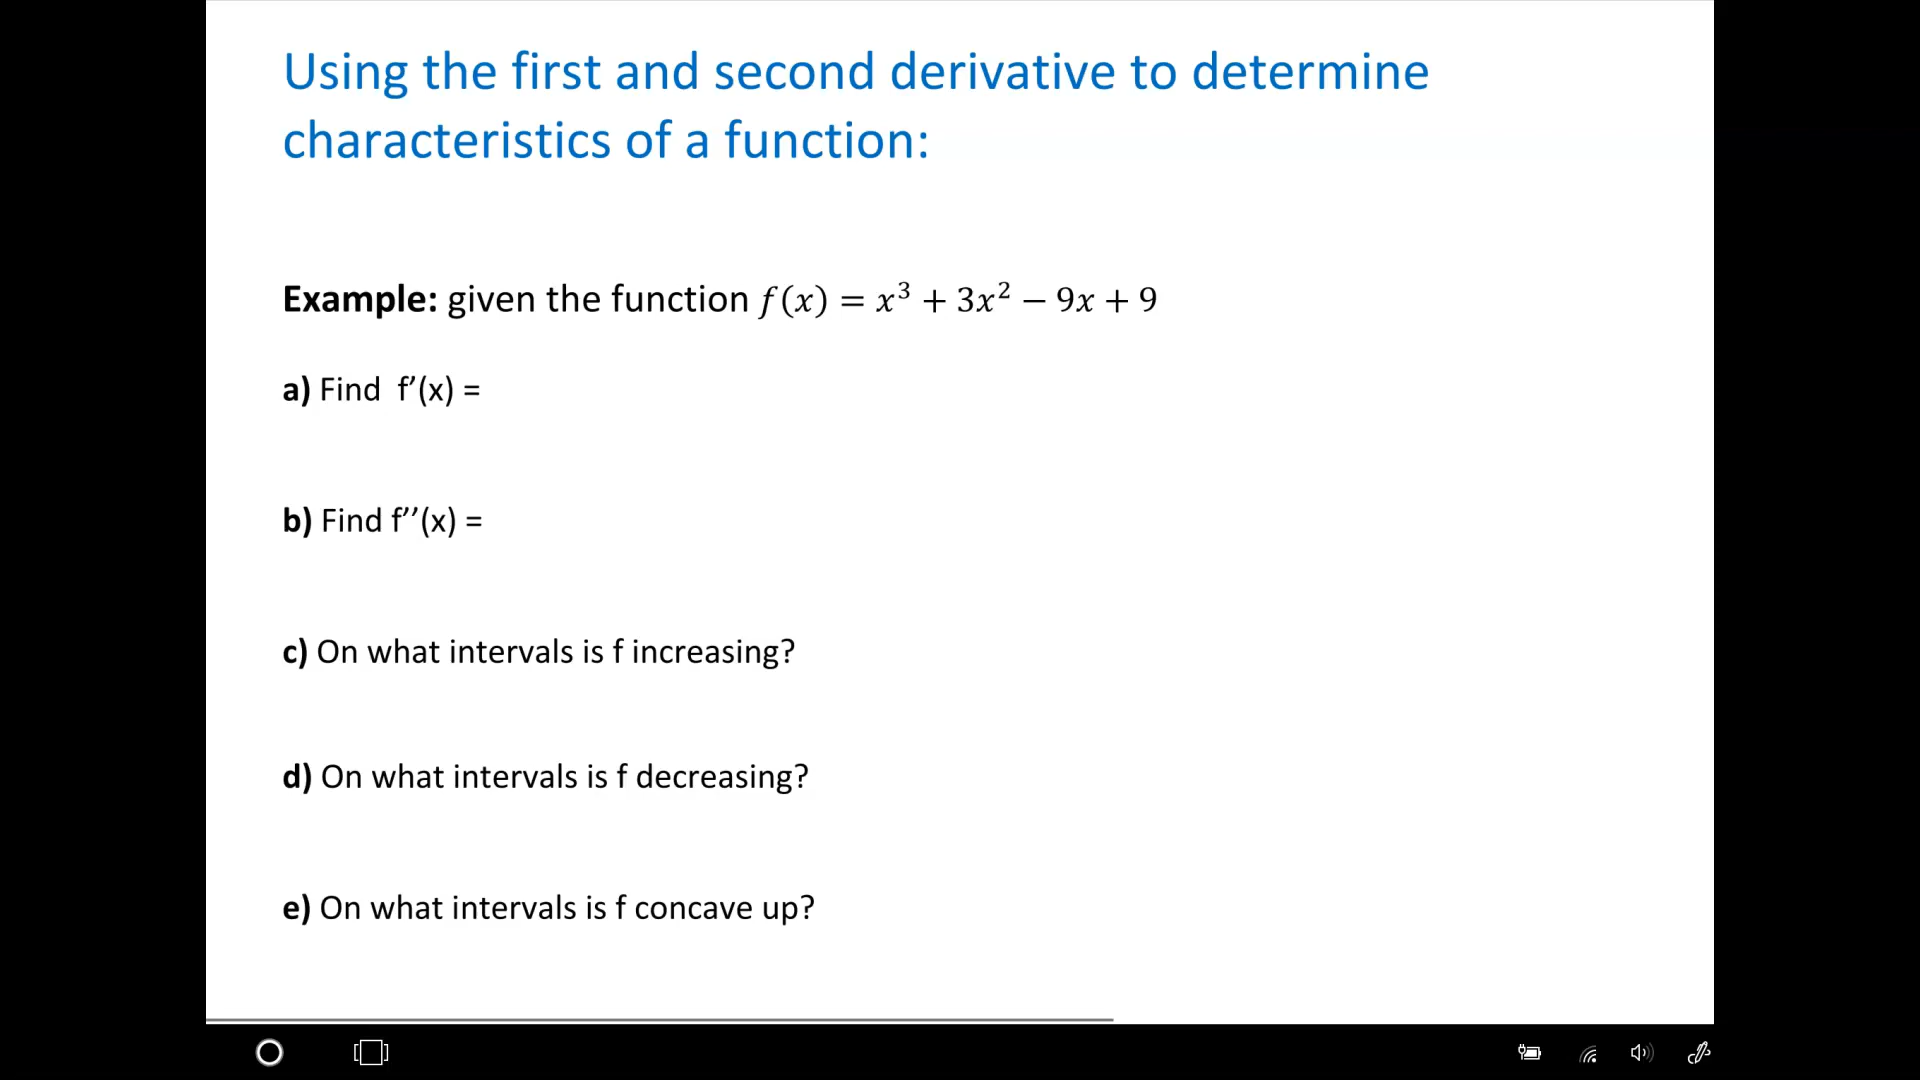 Using the first and second derivative to determine
characteristics of a function:
Example: given the function f(x) = x³ + 3x² − 9x + 9
a) Find f’(x) =
b) Find f’’(x) =
c) On what intervals is f increasing?
d) On what intervals is f decreasing?
e) On what intervals is f concave up?